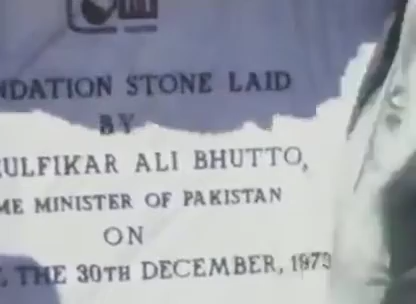 NDATION STONE LAID
BY
ULFIKAR ALI BHUTTO,
ME MINISTER OF PAKISTAN
ON
THE 30TH DECEMBER, 1973